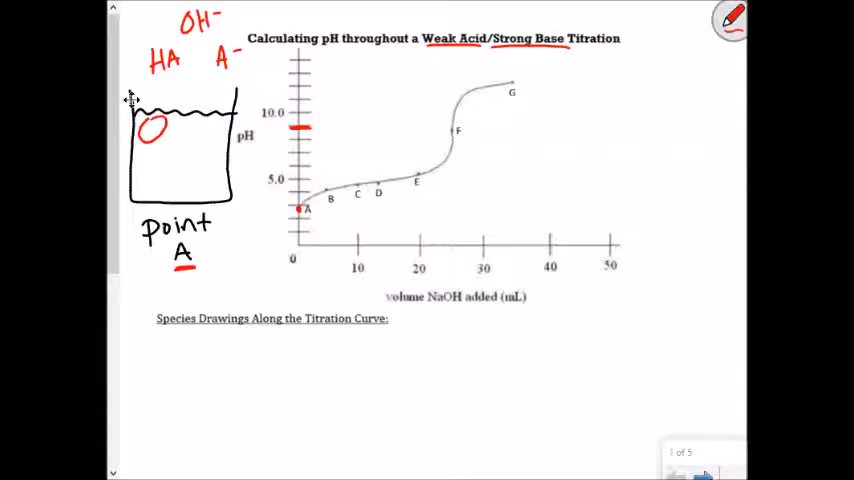 OH⁻
Calculating pH throughout a Weak Acid/Strong Base Titration
HA A⁻
10.0
pH
5.0
A
B
C
D
E
F
G
point
A
0
10
20
30
40
50
volume NaOH added (mL)
Species Drawings Along the Titration Curve:
1 of 5